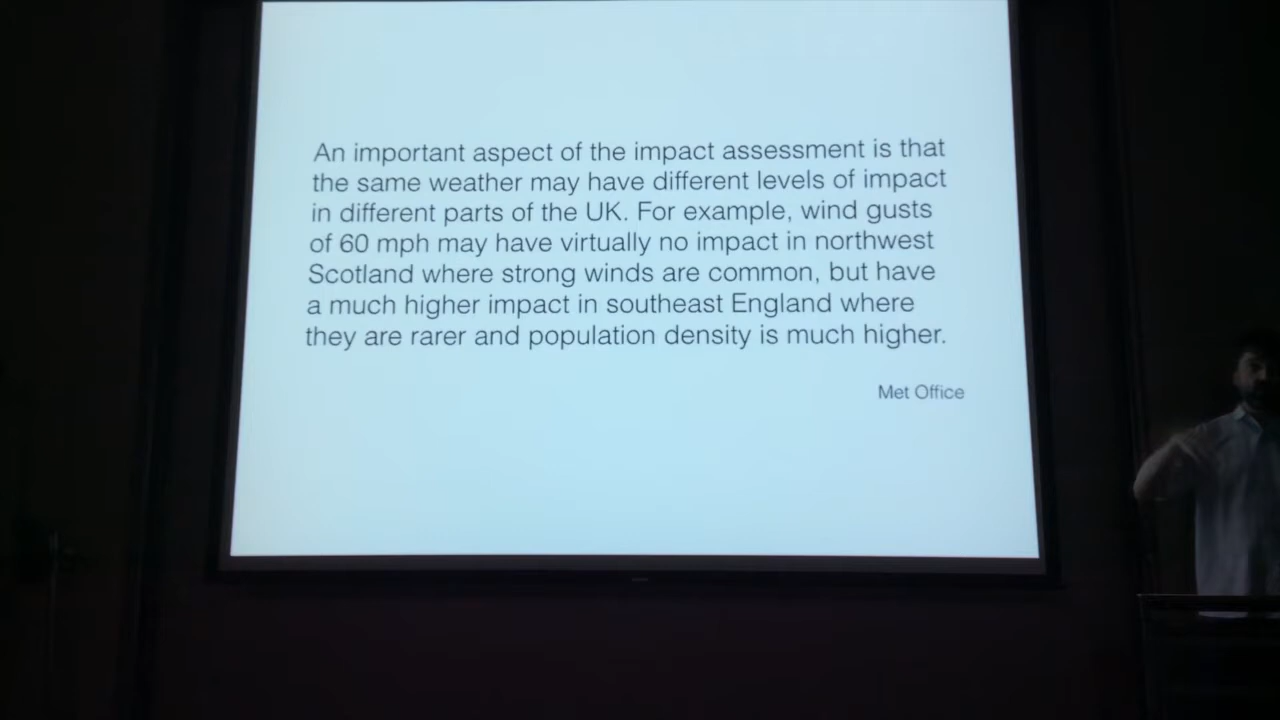 An important aspect of the impact assessment is that
the same weather may have different levels of impact
in different parts of the UK. For example, wind gusts
of 60 mph may have virtually no impact in northwest
Scotland where strong winds are common, but have
a much higher impact in southeast England where
they are rarer and population density is much higher.
Met Office